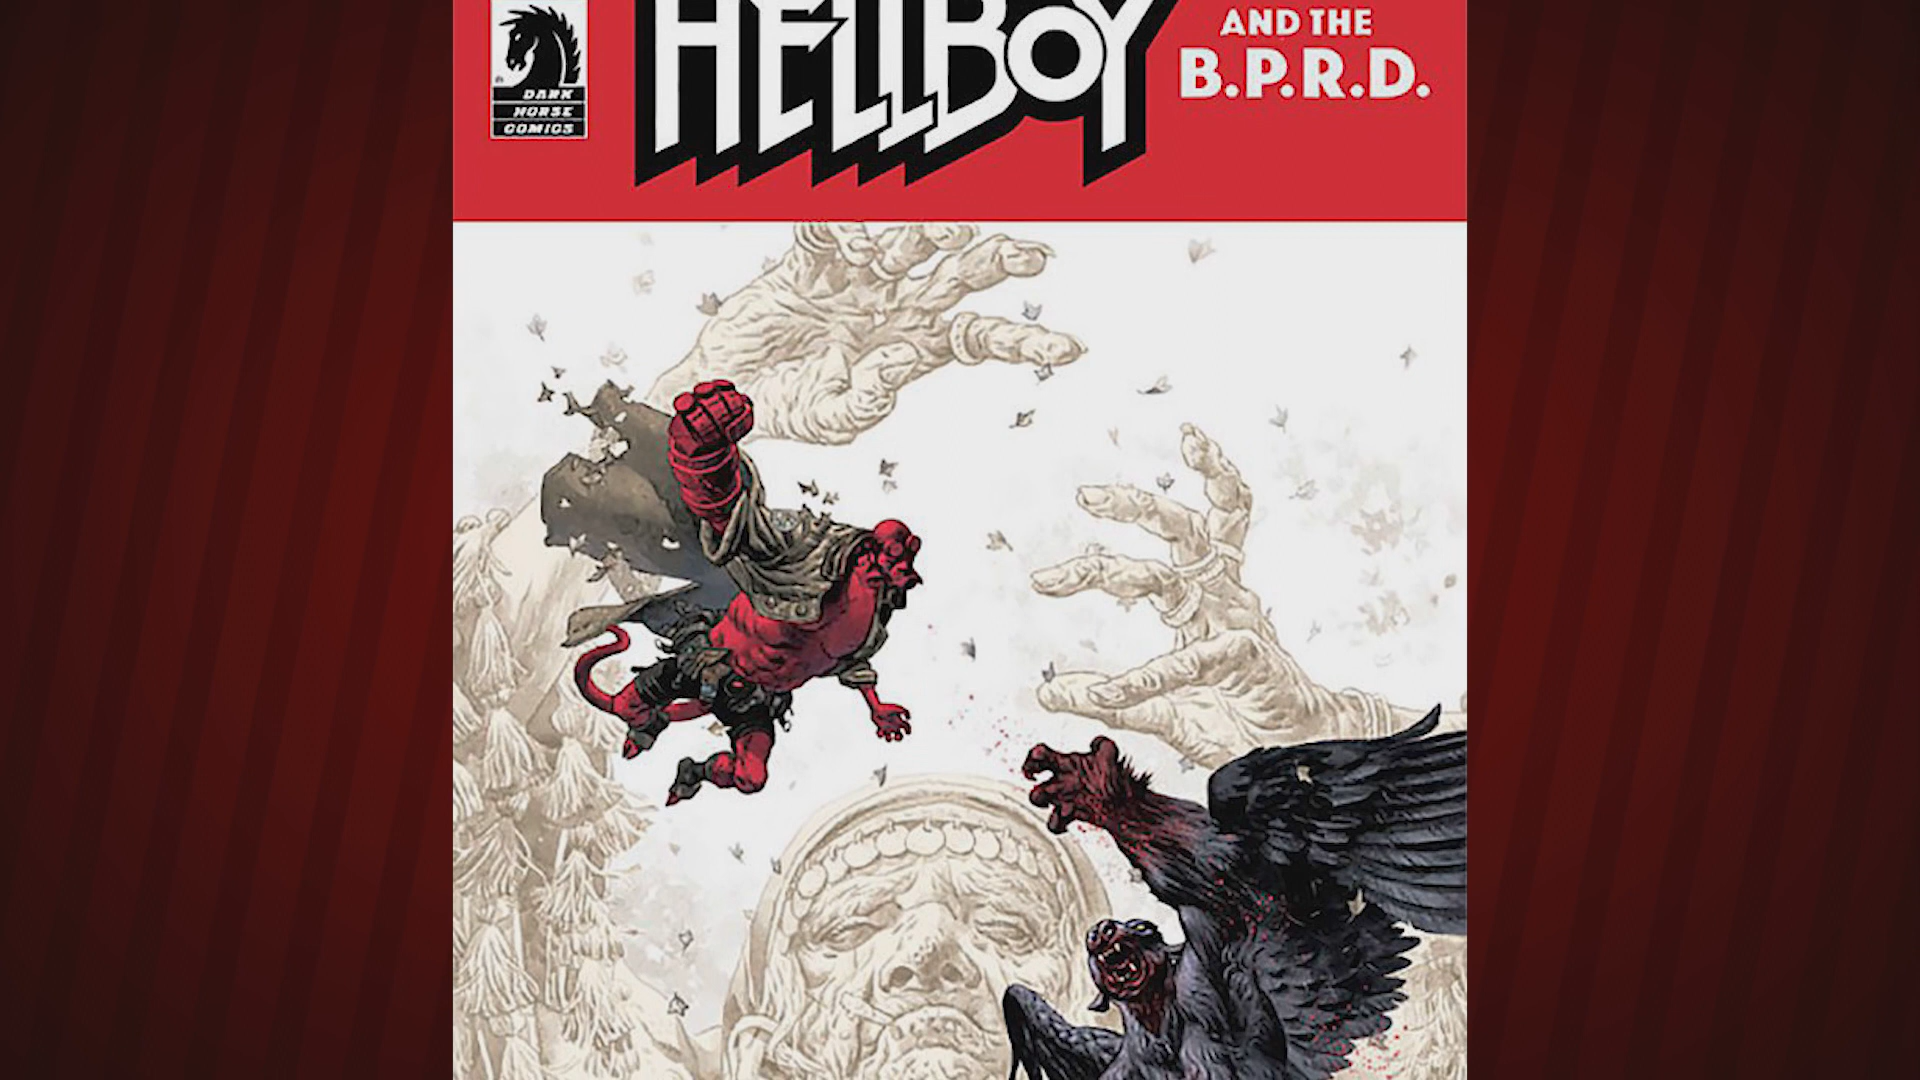 HELLBOY
AND THE
B.P.R.D.
DARK
HORSE
COMICS